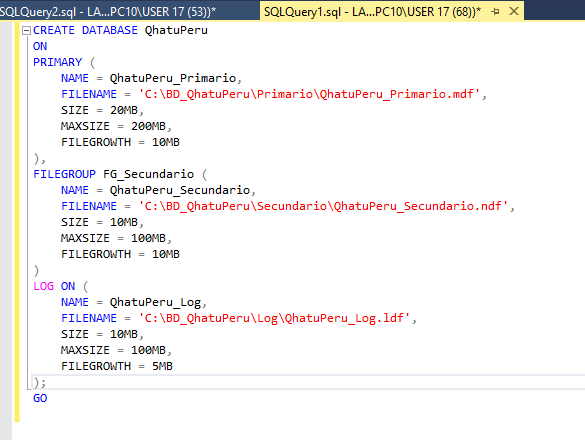 SQLQuery2.sql - LA...PC10\USER 17 (53))*
SQLQuery1.sql - LA...PC10\USER 17 (68))*
CREATE DATABASE QhatuPeru
ON
PRIMARY (
    NAME = QhatuPeru_Primario,
    FILENAME = 'C:\BD_QhatuPeru\Primario\QhatuPeru_Primario.mdf',
    SIZE = 20MB,
    MAXSIZE = 200MB,
    FILEGROWTH = 10MB
),
FILEGROUP FG_Secundario (
    NAME = QhatuPeru_Secundario,
    FILENAME = 'C:\BD_QhatuPeru\Secundario\QhatuPeru_Secundario.ndf',
    SIZE = 10MB,
    MAXSIZE = 100MB,
    FILEGROWTH = 10MB
)
LOG ON (
    NAME = QhatuPeru_Log,
    FILENAME = 'C:\BD_QhatuPeru\Log\QhatuPeru_Log.ldf',
    SIZE = 10MB,
    MAXSIZE = 100MB,
    FILEGROWTH = 5MB
);
GO